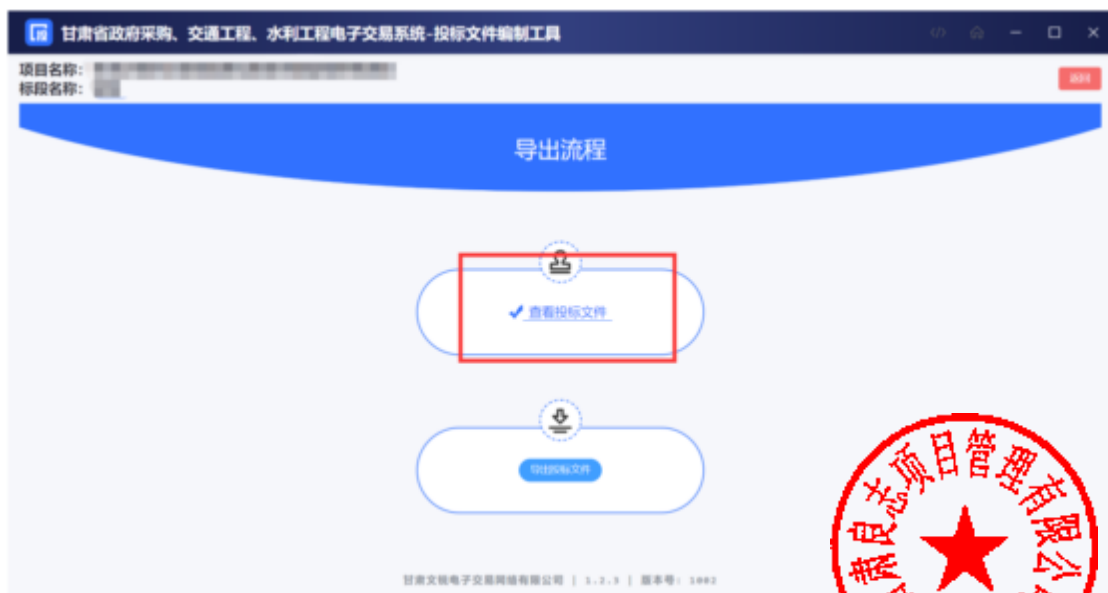 甘肃省政府采购、交通工程、水利工程电子交易系统-投标文件编制工具
项目名称：
标段名称：
返回
导出流程
查看投标文件
导出投标文件
甘肃文锐电子交易网络有限公司 | 1.2.3 | 版本号: 1002
肃良志项目管理有限公